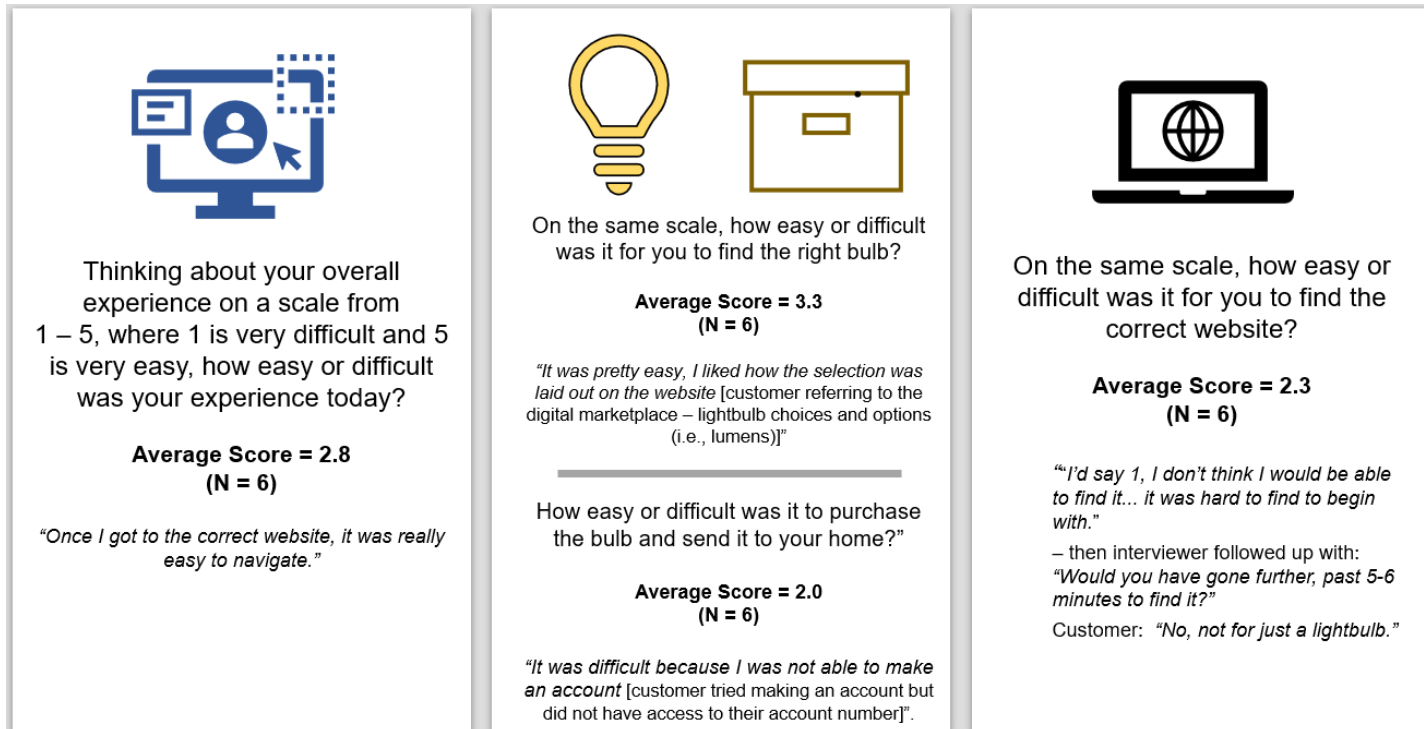 Thinking about your overall
experience on a scale from
1 – 5, where 1 is very difficult and 5
is very easy, how easy or difficult
was your experience today?
Average Score = 2.8
(N = 6)
“Once I got to the correct website, it was really
easy to navigate.”
On the same scale, how easy or difficult
was it for you to find the right bulb?
Average Score = 3.3
(N = 6)
“It was pretty easy, I liked how the selection was
laid out on the website [customer referring to the
digital marketplace – lightbulb choices and options
(i.e., lumens)]”
How easy or difficult was it to purchase
the bulb and send it to your home?”
Average Score = 2.0
(N = 6)
“It was difficult because I was not able to make
an account [customer tried making an account but
did not have access to their account number]”.
On the same scale, how easy or
difficult was it for you to find the
correct website?
Average Score = 2.3
(N = 6)
“‘I’d say 1, I don’t think I would be able
to find it... it was hard to find to begin
with.”
– then interviewer followed up with:
“Would you have gone further, past 5-6
minutes to find it?”
Customer: “No, not for just a lightbulb.”